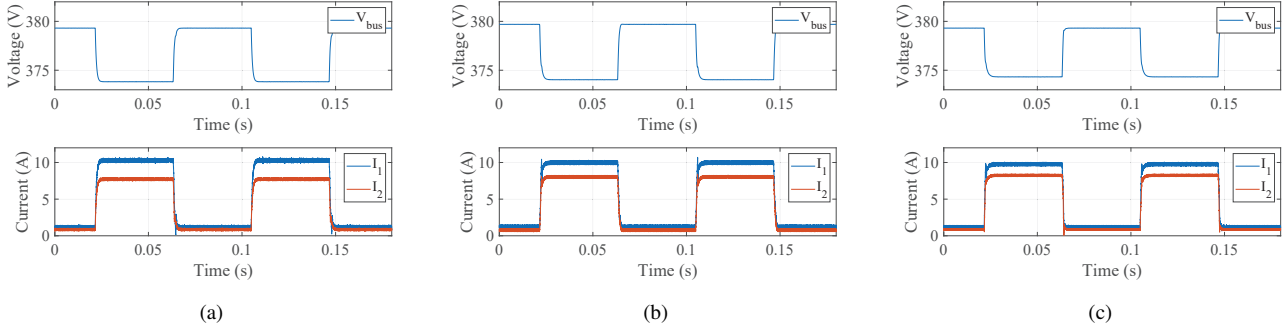 Voltage (V)
380
375
V_bus
0 0.05 0.1 0.15
Time (s)
Current (A)
10
5
0
I_1
I_2
0 0.05 0.1 0.15
Time (s)
(a)
Voltage (V)
380
375
V_bus
0 0.05 0.1 0.15
Time (s)
Current (A)
10
5
0
I_1
I_2
0 0.05 0.1 0.15
Time (s)
(b)
Voltage (V)
380
375
V_bus
0 0.05 0.1 0.15
Time (s)
Current (A)
10
5
0
I_1
I_2
0 0.05 0.1 0.15
Time (s)
(c)